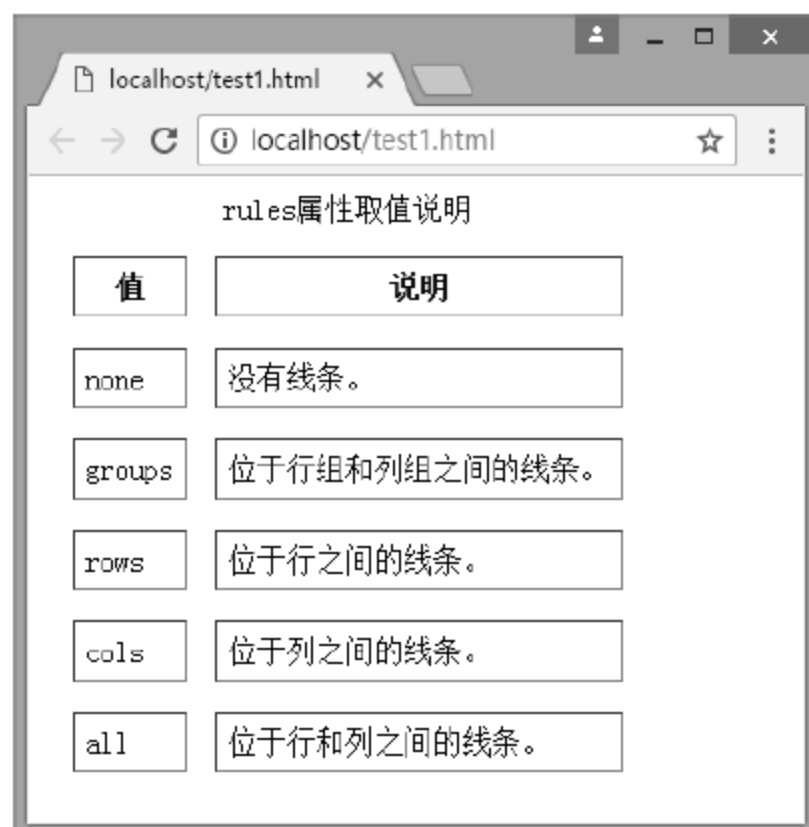 localhost/test1.html
localhost/test1.html
rules属性取值说明
值 说明
none 没有线条。
groups 位于行组和列组之间的线条。
rows 位于行之间的线条。
cols 位于列之间的线条。
all 位于行和列之间的线条。